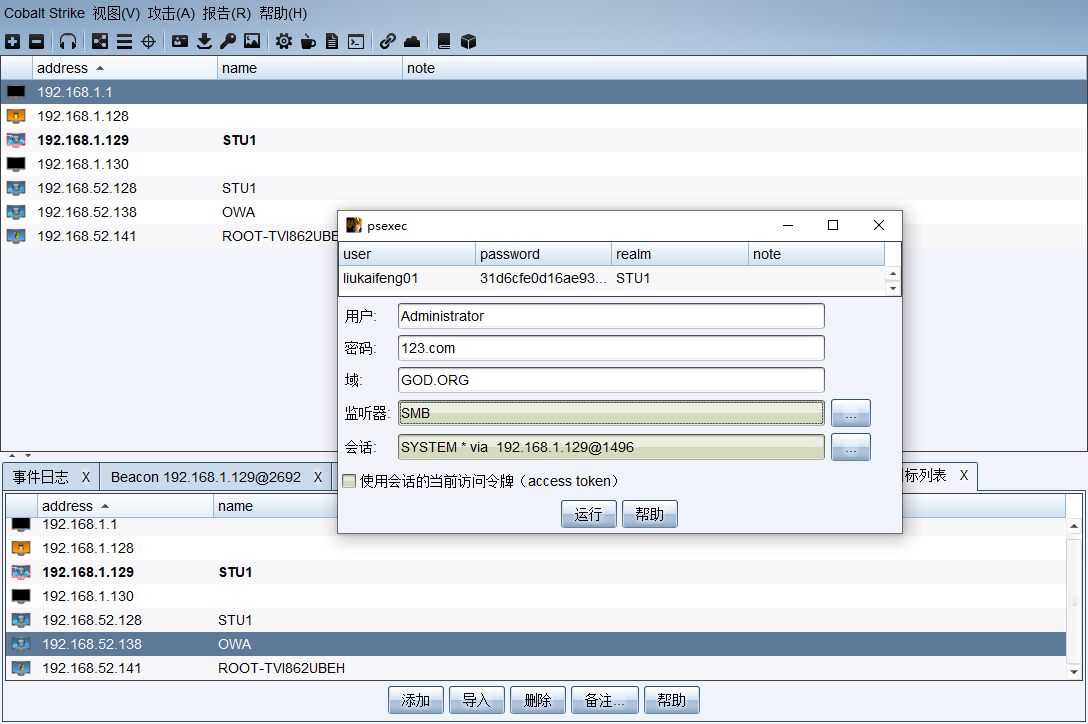 Cobalt Strike 视图(V) 攻击(A) 报告(R) 帮助(H)
address name note
192.168.1.1
192.168.1.128
192.168.1.129 STU1
192.168.1.130
192.168.52.128 STU1
192.168.52.138 OWA
192.168.52.141 ROOT-TVI862UBE
psexec
user password realm note
liukaifeng01 31d6cfe0d16ae93... STU1
用户: Administrator
密码: 123.com
域: GOD.ORG
监听器: SMB ...
会话: SYSTEM * via 192.168.1.129@1496 ...
使用会话的当前访问令牌（access token）
运行 帮助
事件日志 X Beacon 192.168.1.129@2692 X 标列表 X
address name
192.168.1.1
192.168.1.128
192.168.1.129 STU1
192.168.1.130
192.168.52.128 STU1
192.168.52.138 OWA
192.168.52.141 ROOT-TVI862UBEH
添加 导入 删除 备注... 帮助